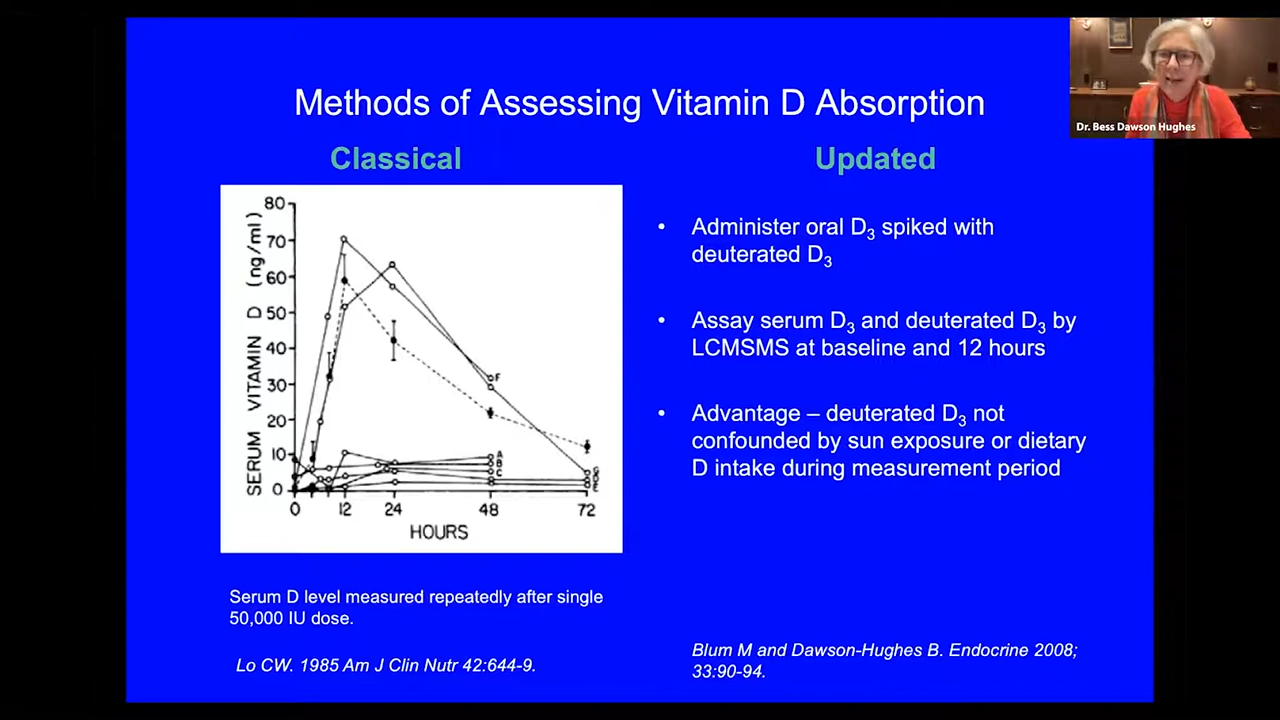 Methods of Assessing Vitamin D Absorption
Dr. Bess Dawson Hughes
Classical
Updated
SERUM VITAMIN D (ng/ml)
80
70
60
50
40
30
20
10
0
0 12 24 48 72
HOURS
F
A
B
C
G
D
E
Serum D level measured repeatedly after single
50,000 IU dose.
Lo CW. 1985 Am J Clin Nutr 42:644-9.
• Administer oral D3 spiked with
deuterated D3
• Assay serum D3 and deuterated D3 by
LCMSMS at baseline and 12 hours
• Advantage – deuterated D3 not
confounded by sun exposure or dietary
D intake during measurement period
Blum M and Dawson-Hughes B. Endocrine 2008;
33:90-94.